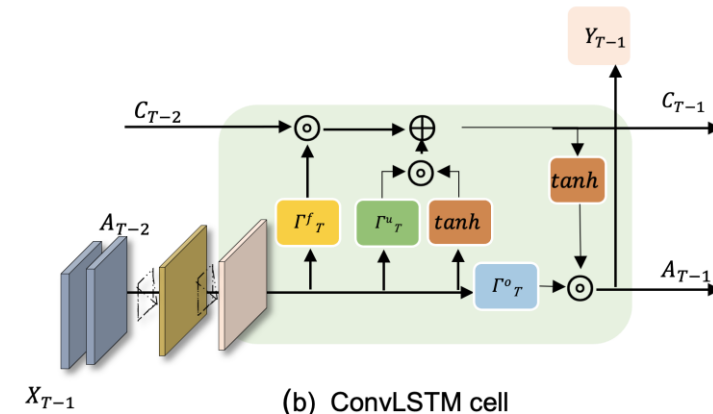 Y_{T−1}
C_{T−2}
C_{T−1}
tanh
A_{T−2}
Γ^f_T
Γ^u_T
tanh
Γ^o_T
A_{T−1}
X_{T−1}
(b) ConvLSTM cell